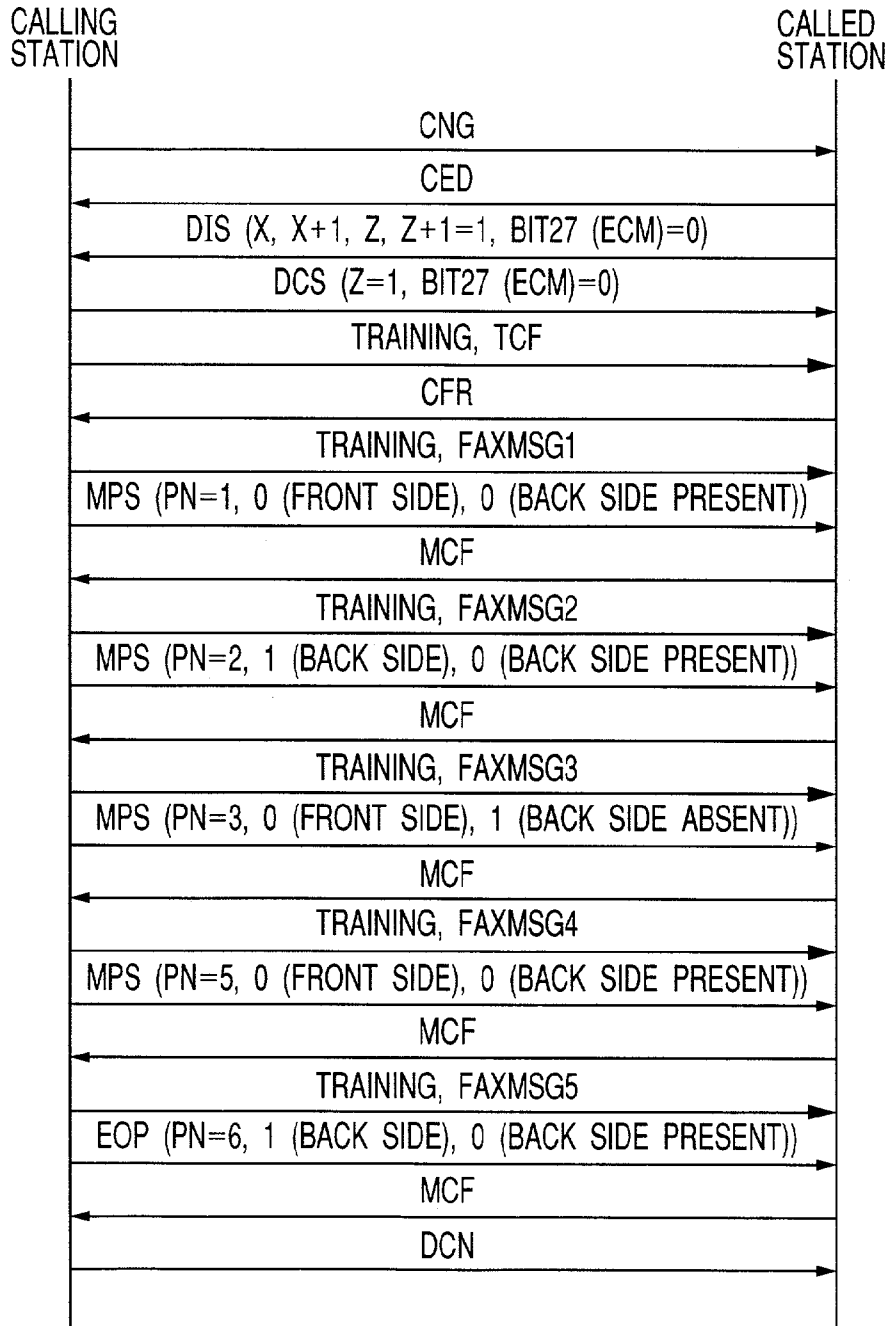 CALLING
STATION
CALLED
STATION
CNG
CED
DIS (X, X+1, Z, Z+1=1, BIT27 (ECM)=0)
DCS (Z=1, BIT27 (ECM)=0)
TRAINING, TCF
CFR
TRAINING, FAXMSG1
MPS (PN=1, 0 (FRONT SIDE), 0 (BACK SIDE PRESENT))
MCF
TRAINING, FAXMSG2
MPS (PN=2, 1 (BACK SIDE), 0 (BACK SIDE PRESENT))
MCF
TRAINING, FAXMSG3
MPS (PN=3, 0 (FRONT SIDE), 1 (BACK SIDE ABSENT))
MCF
TRAINING, FAXMSG4
MPS (PN=5, 0 (FRONT SIDE), 0 (BACK SIDE PRESENT))
MCF
TRAINING, FAXMSG5
EOP (PN=6, 1 (BACK SIDE), 0 (BACK SIDE PRESENT))
MCF
DCN